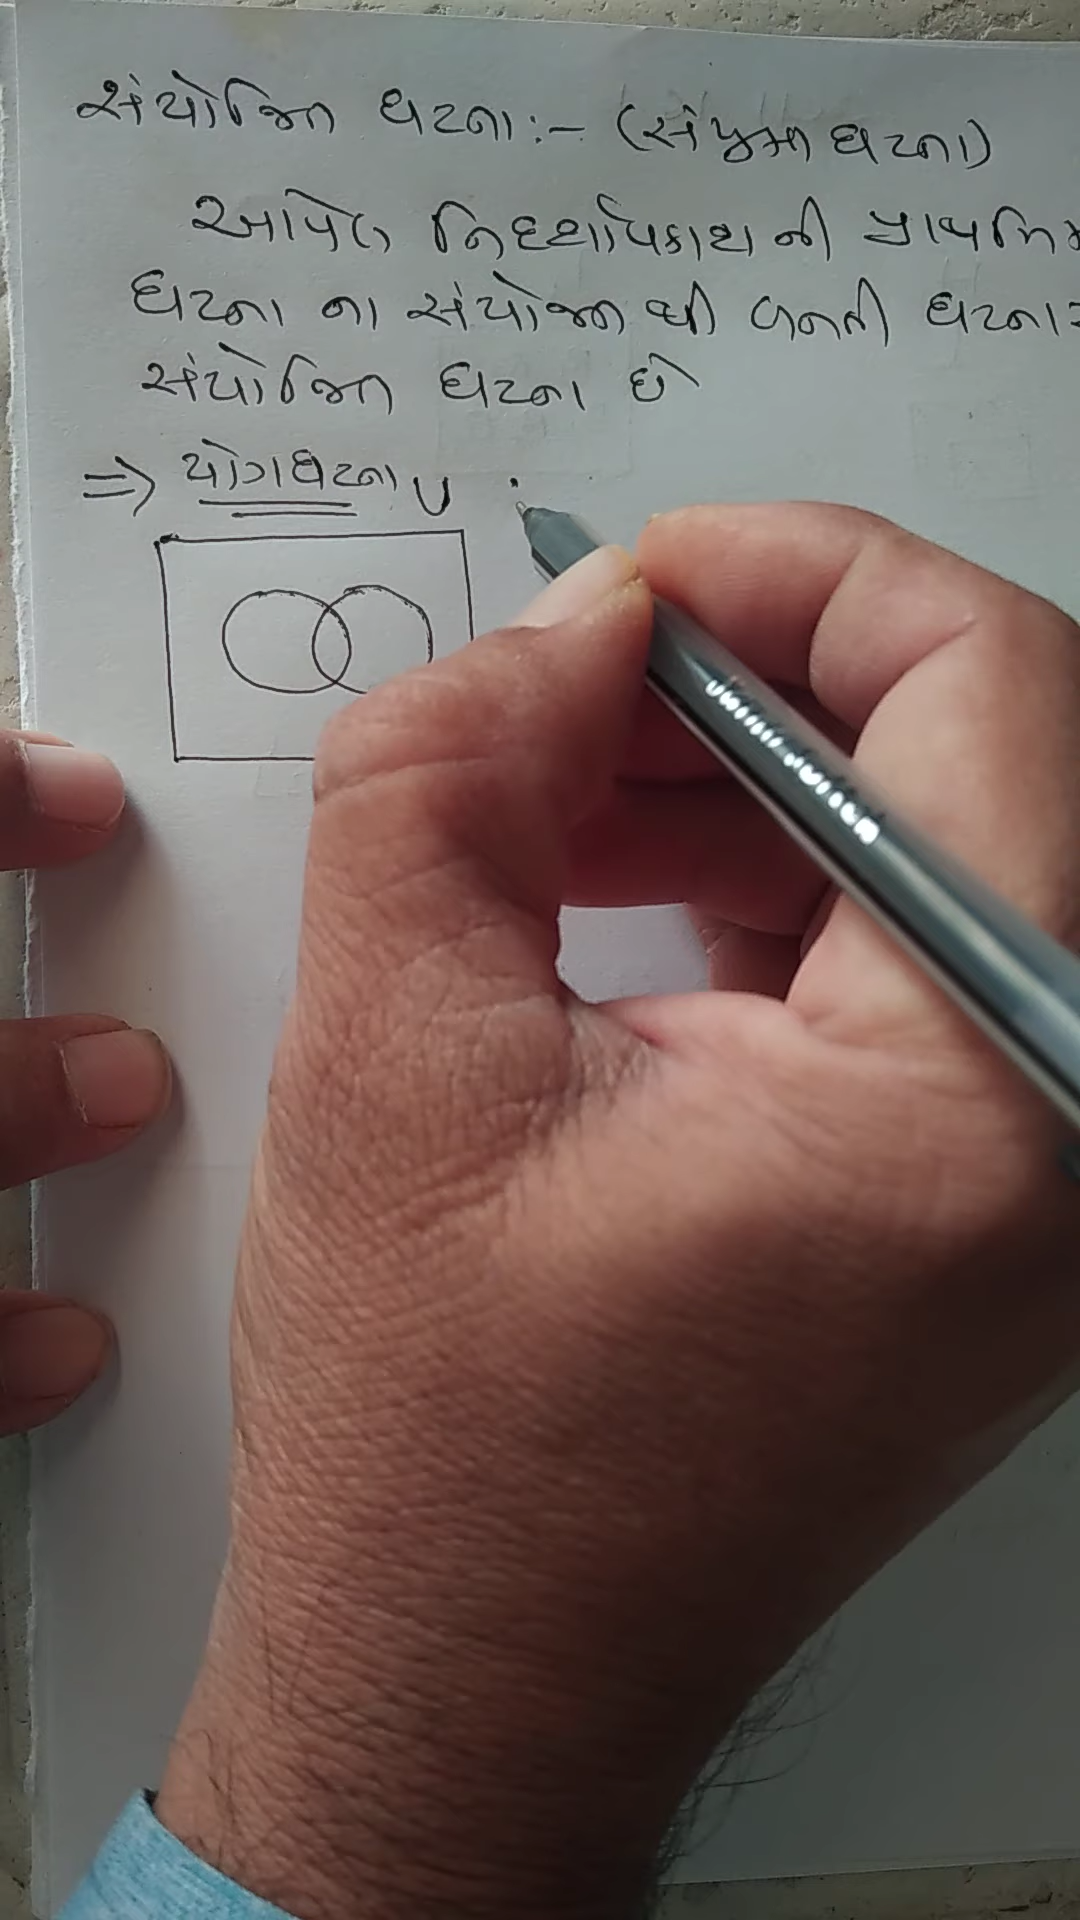 સંયોજિત ઘટના:- (સંયુક્ત ઘટના)
આપેલ નિદર્શાવકાશ ની પ્રાથમિક
ઘટના ના સંયોજન થી બનતી ઘટના
સંયોજિત ઘટના છે
⇒ યોગઘટના ∪